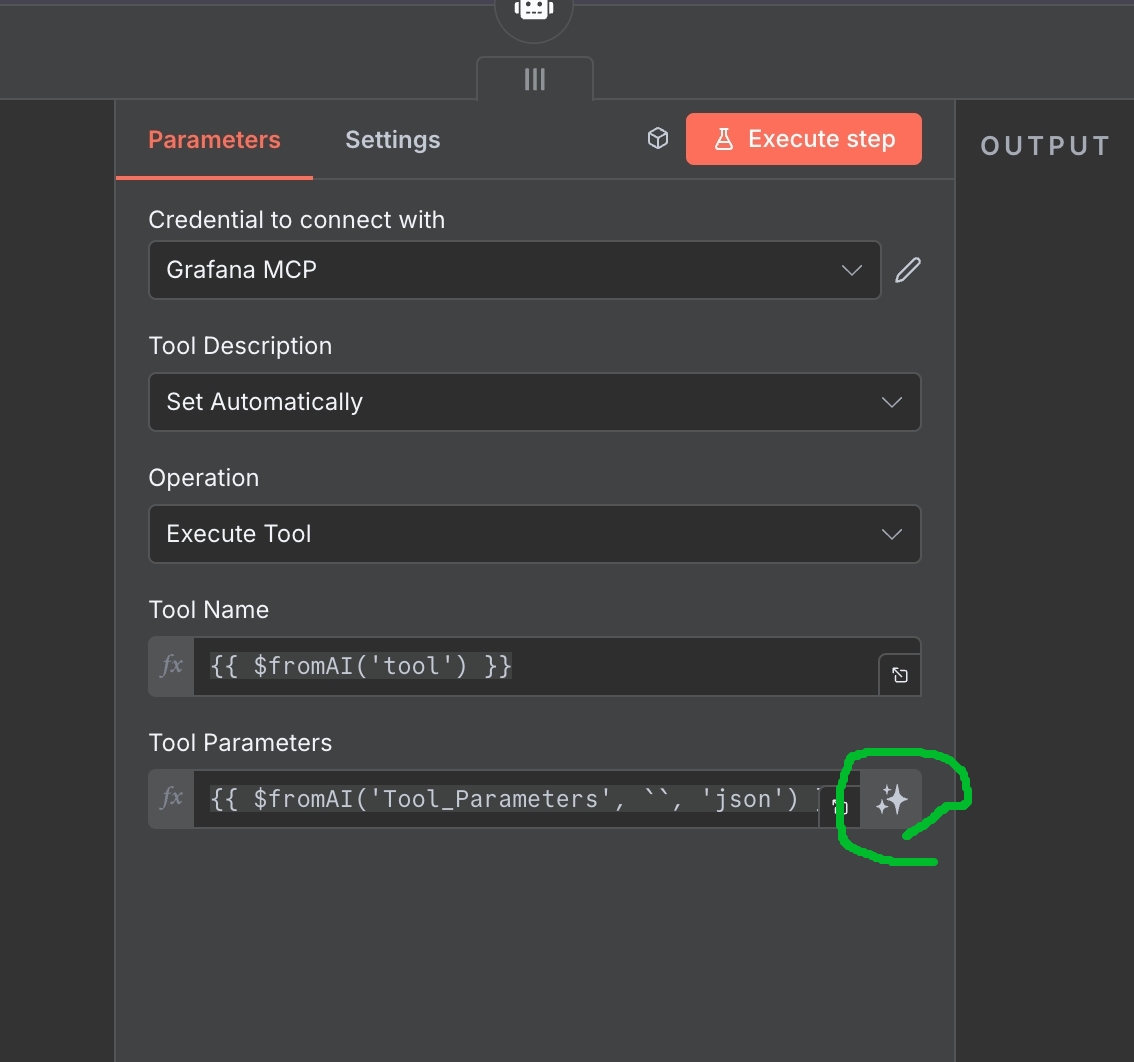 Parameters
Settings
Execute step
OUTPUT
Credential to connect with
Grafana MCP
Tool Description
Set Automatically
Operation
Execute Tool
Tool Name
fx {{ $fromAI('tool') }}
Tool Parameters
fx {{ $fromAI('Tool_Parameters', ``, 'json')